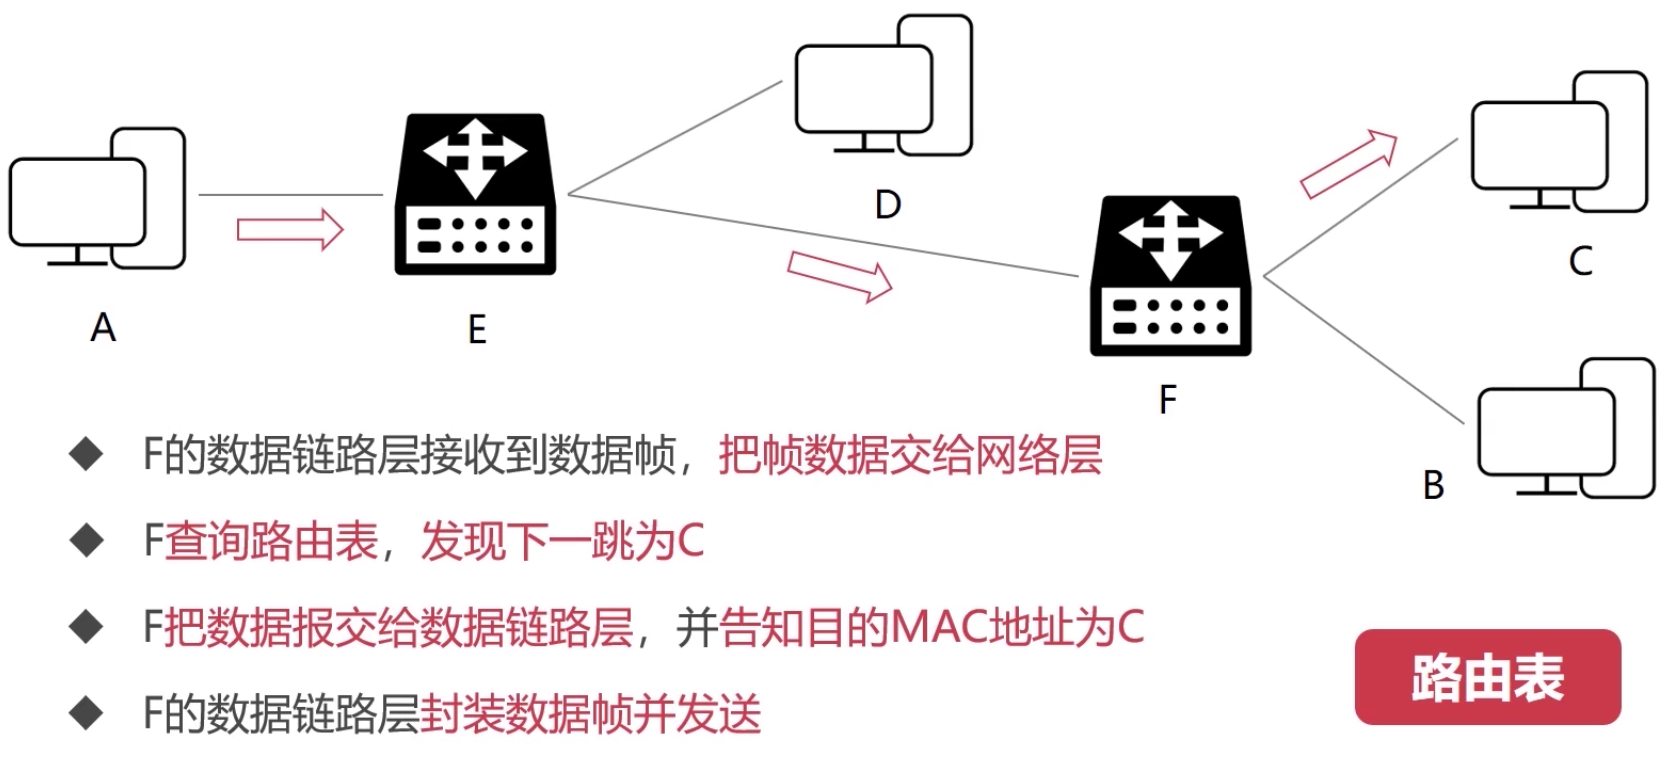 D
C
A
E
F
B
F的数据链路层接收到数据帧，把帧数据交给网络层
F查询路由表，发现下一跳为C
F把数据报交给数据链路层，并告知目的MAC地址为C
F的数据链路层封装数据帧并发送
路由表